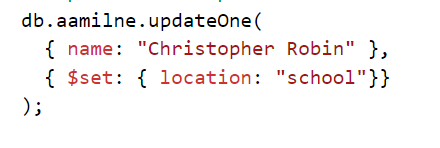 db.aamilne.updateOne(
  { name: "Christopher Robin" },
  { $set: { location: "school"}}
);